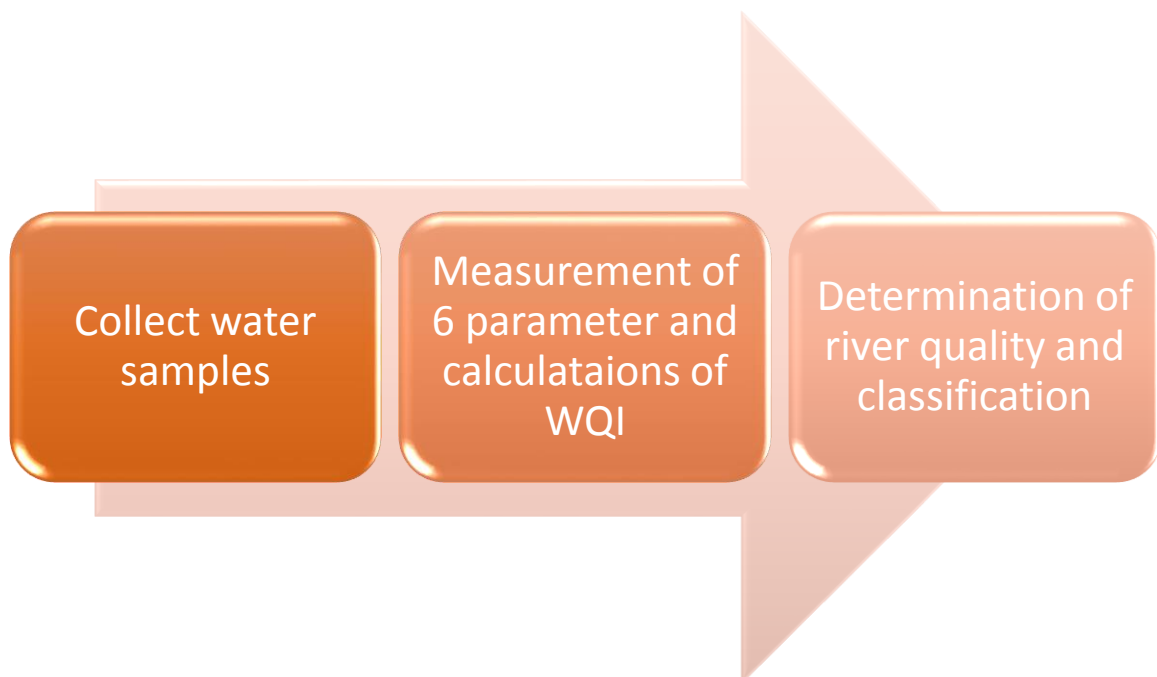 Collect water
samples
Measurement of
6 parameter and
calculataions of
WQI
Determination of
river quality and
classification